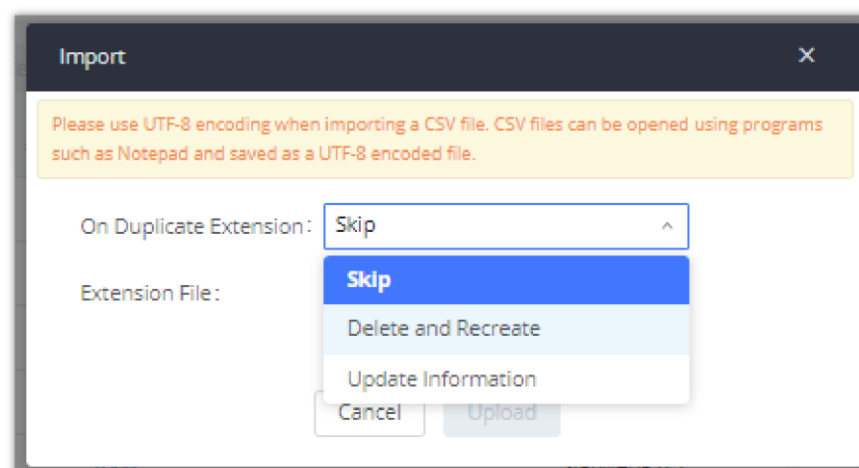 Import
Please use UTF-8 encoding when importing a CSV file. CSV files can be opened using programs
such as Notepad and saved as a UTF-8 encoded file.
On Duplicate Extension: Skip
Skip
Extension File:
Delete and Recreate
Update Information
Cancel Upload